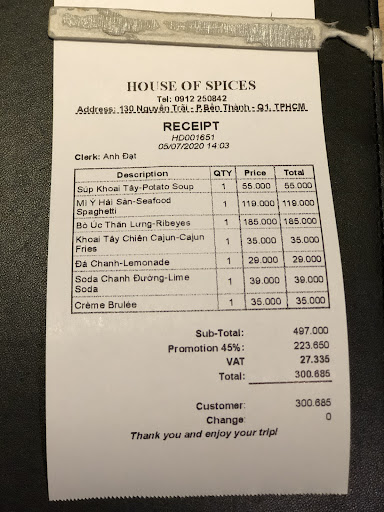 HOUSE OF SPICES
Tel: 0912 250842
Address: 130 Nguyễn Trãi - P.Bến Thành - Q1, TPHCM
RECEIPT
HD001651
05/07/2020 14:03
Clerk: Anh Đạt
Description QTY Price Total
Súp Khoai Tây-Potato Soup 1 55.000 55.000
Mì Ý Hải Sản-Seafood 1 119.000 119.000
Spaghetti
Bò Úc Thăn Lưng-Ribeyes 1 185.000 185.000
Khoai Tây Chiên Cajun-Cajun 1 35.000 35.000
Fries
Đá Chanh-Lemonade 1 29.000 29.000
Soda Chanh Đường-Lime 1 39.000 39.000
Soda
Crème Brulée 1 35.000 35.000
Sub-Total: 497.000
Promotion 45%: 223.650
VAT 27.335
Total: 300.685
Customer: 300.685
Change: 0
Thank you and enjoy your trip!